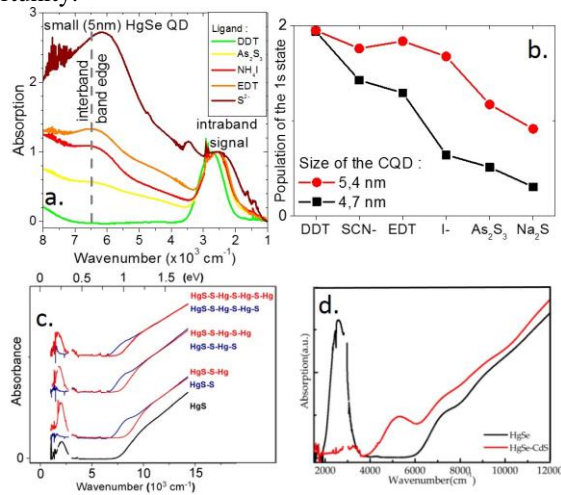 small (5nm) HgSe QD
Ligand :
DDT
As2S3
NH4I
EDT
S2-
interband
band edge
intraband
signal
a.
Absorption
3
2
1
0
8 7 6 5 4 3 2 1
Wavenumber (x10³ cm⁻¹)
b.
Population of the 1s state
2
1
0
Size of the CQD :
5,4 nm
4,7 nm
DDT SCN- EDT I- As2S3 Na2S
0 0.5 1 1.5 (eV)
c.
HgS-S-Hg-S-Hg-S-Hg
HgS-S-Hg-S-Hg-S
HgS-S-Hg-S-Hg
HgS-S-Hg-S
HgS-S-Hg
HgS-S
HgS
Absorbance
0
5 10 15
Wavenumber (10³ cm⁻¹)
d.
Absorption(a.u.)
HgSe
HgSe-CdS
2000 4000 6000 8000 10000 12000
Wavenumber(cm⁻¹)